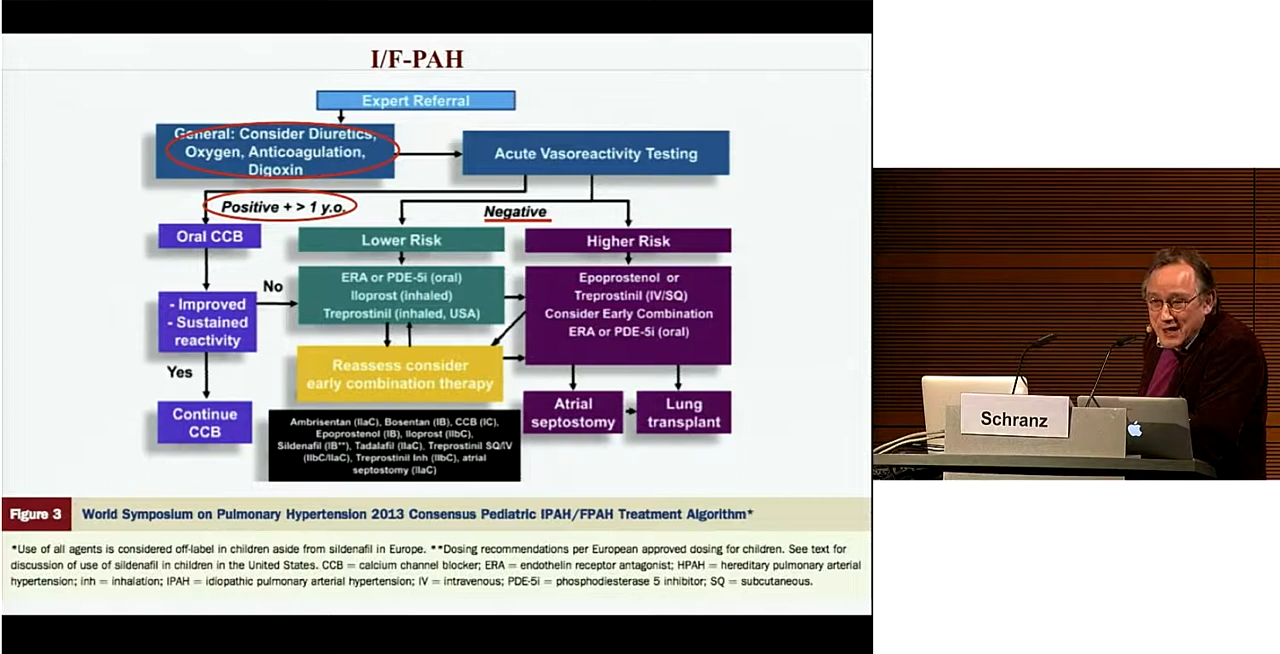 I/F-PAH
Expert Referral
General: Consider Diuretics,
Oxygen, Anticoagulation,
Digoxin
Acute Vasoreactivity Testing
Positive + > 1 y.o.
Negative
Oral CCB
Lower Risk
Higher Risk
- Improved
- Sustained
reactivity
No
ERA or PDE-5i (oral)
Iloprost (inhaled)
Treprostinil (inhaled, USA)
Epoprostenol or
Treprostinil (IV/SQ)
Consider Early Combination
ERA or PDE-5i (oral)
Reassess consider
early combination therapy
Yes
Continue
CCB
Atrial
septostomy
Lung
transplant
Ambrisentan (IIaC), Bosentan (IB), CCB (IC),
Epoprostenol (IB), Iloprost (IIbC),
Sildenafil (IB**), Tadalafil (IIaC), Treprostinil SQ/IV
(IIbC/IIaC), Treprostinil Inh (IIbC), atrial
septostomy (IIaC)
Figure 3 World Symposium on Pulmonary Hypertension 2013 Consensus Pediatric IPAH/FPAH Treatment Algorithm*
*Use of all agents is considered off-label in children aside from sildenafil in Europe. **Dosing recommendations per European approved dosing for children. See text for
discussion of use of sildenafil in children in the United States. CCB = calcium channel blocker; ERA = endothelin receptor antagonist; HPAH = hereditary pulmonary arterial
hypertension; inh = inhalation; IPAH = idiopathic pulmonary arterial hypertension; IV = intravenous; PDE-5i = phosphodiesterase 5 inhibitor; SQ = subcutaneous.
Schranz